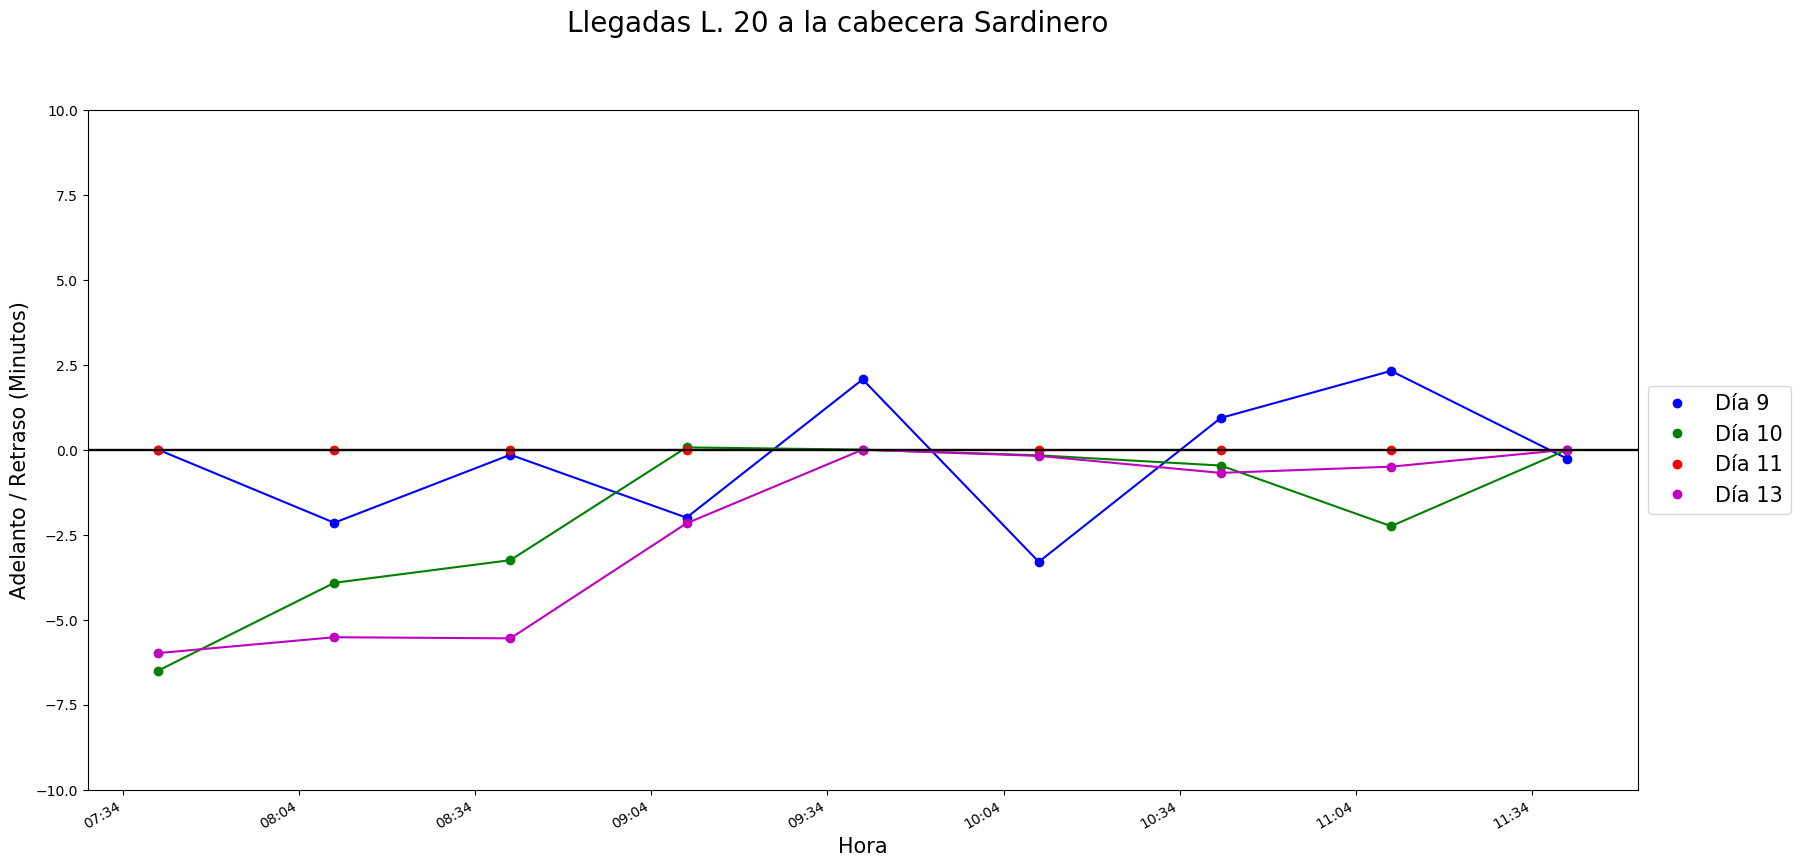 Llegadas L. 20 a la cabecera Sardinero
Adelanto / Retraso (Minutos)
10.0
7.5
5.0
2.5
0.0
−2.5
−5.0
−7.5
−10.0
07:34
08:04
08:34
09:04
09:34
10:04
10:34
11:04
11:34
Hora
Día 9
Día 10
Día 11
Día 13